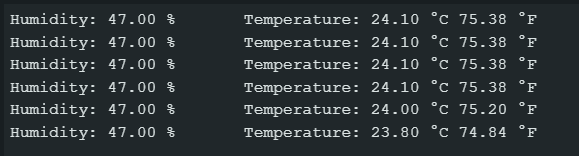 Humidity: 47.00 % Temperature: 24.10 °C 75.38 °F
Humidity: 47.00 % Temperature: 24.10 °C 75.38 °F
Humidity: 47.00 % Temperature: 24.10 °C 75.38 °F
Humidity: 47.00 % Temperature: 24.10 °C 75.38 °F
Humidity: 47.00 % Temperature: 24.00 °C 75.20 °F
Humidity: 47.00 % Temperature: 23.80 °C 74.84 °F